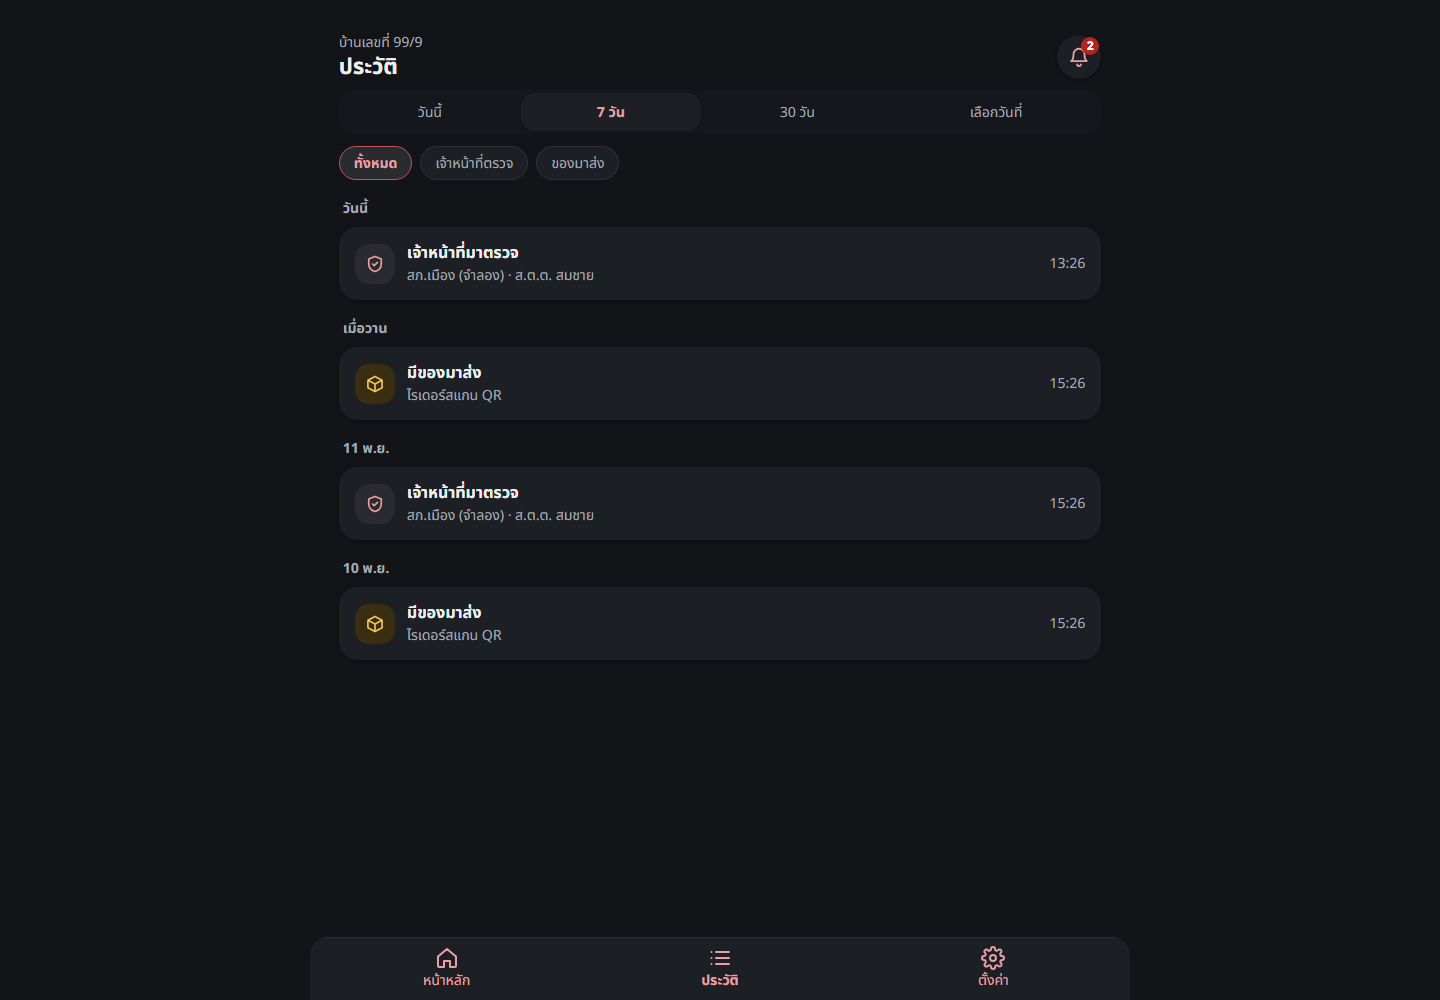 บ้านเลขที่ 99/9
ประวัติ
2
วันนี้ 7 วัน 30 วัน เลือกวันที่
ทั้งหมด เจ้าหน้าที่ตรวจ ของมาส่ง
วันนี้
เจ้าหน้าที่มาตรวจ
สภ.เมือง (จำลอง) · ส.ต.ต. สมชาย
13:26
เมื่อวาน
มีของมาส่ง
ไรเดอร์สแกน QR
15:26
11 พ.ย.
เจ้าหน้าที่มาตรวจ
สภ.เมือง (จำลอง) · ส.ต.ต. สมชาย
15:26
10 พ.ย.
มีของมาส่ง
ไรเดอร์สแกน QR
15:26
หน้าหลัก ประวัติ ตั้งค่า